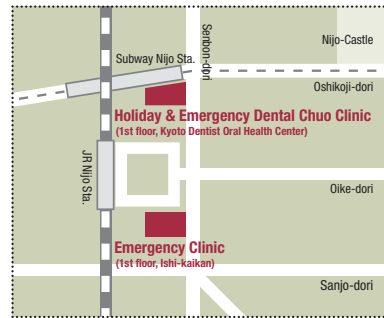 Senbon-dori
Nijo-Castle
Subway Nijo Sta.
Oshikoji-dori
Holiday & Emergency Dental Chuo Clinic
(1st floor, Kyoto Dentist Oral Health Center)
JR Nijo Sta.
Oike-dori
Emergency Clinic
(1st floor, Ishi-kaikan)
Sanjo-dori